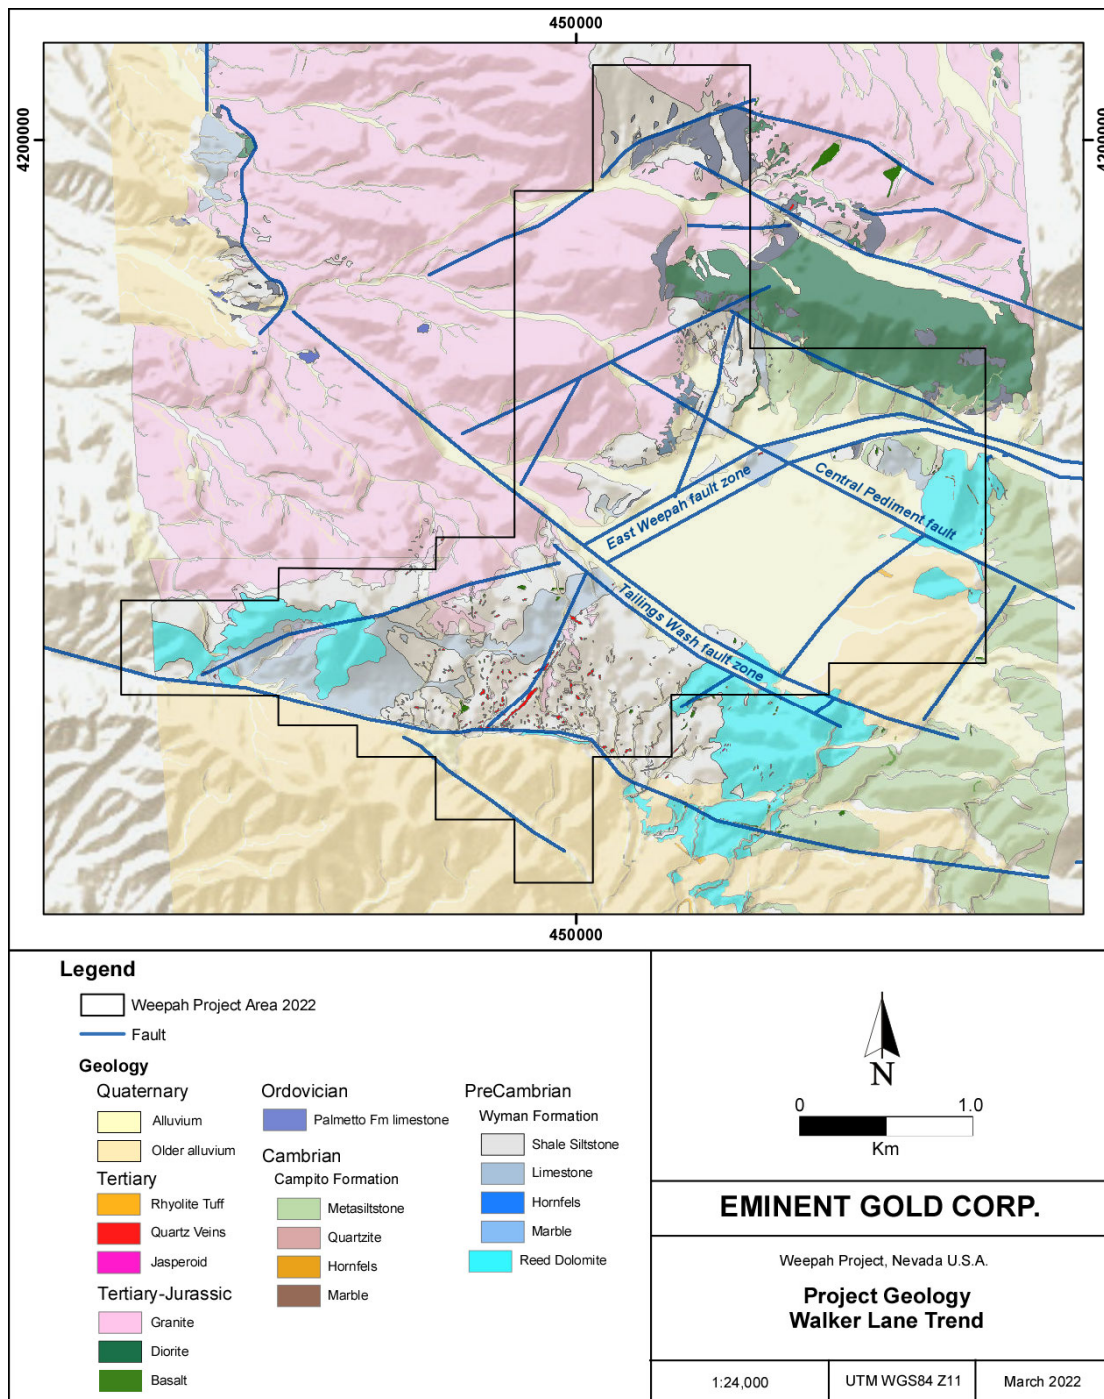 450000
4200000
4200000
East Weepah fault zone
Central Pediment fault
Tailings Wash fault zone
450000
Legend
Weepah Project Area 2022
Fault
Geology
Quaternary
Alluvium
Older alluvium
Tertiary
Rhyolite Tuff
Quartz Veins
Jasperoid
Tertiary-Jurassic
Granite
Diorite
Basalt
Ordovician
Palmetto Fm limestone
Cambrian
Campito Formation
Metasiltstone
Quartzite
Hornfels
Marble
PreCambrian
Wyman Formation
Shale Siltstone
Limestone
Hornfels
Marble
Reed Dolomite
N
0 1.0
Km
EMINENT GOLD CORP.
Weepah Project, Nevada U.S.A.
Project Geology
Walker Lane Trend
1:24,000 UTM WGS84 Z11 March 2022